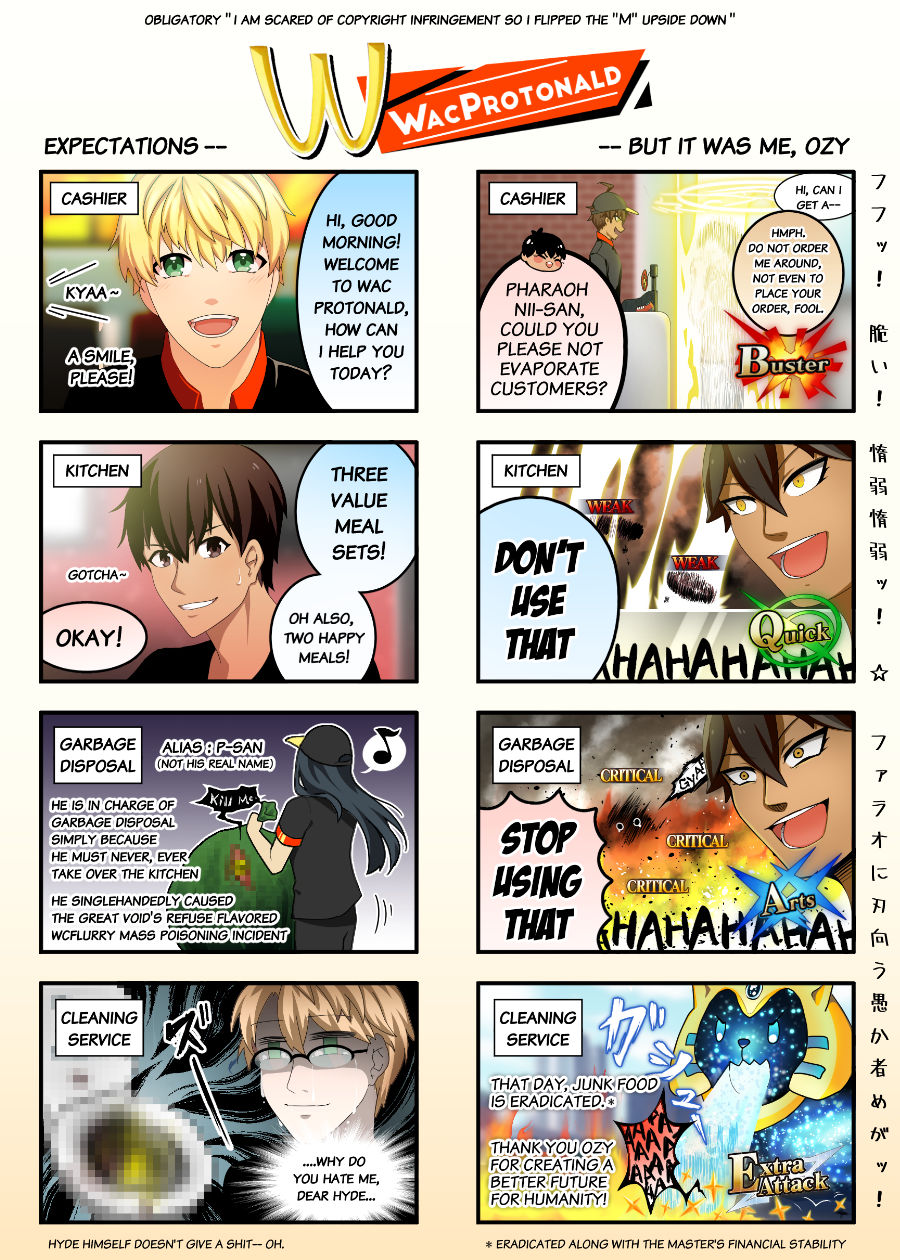 OBLIGATORY "I AM SCARED OF COPYRIGHT INFRINGEMENT SO I FLIPPED THE "M" UPSIDE DOWN"
W
WACPROTONALD
EXPECTATIONS --
-- BUT IT WAS ME, OZY
CASHIER
HI, GOOD
MORNING!
WELCOME
TO WAC
PROTONALD,
HOW CAN
I HELP YOU
TODAY?
KYAA~
A SMILE,
PLEASE!
CASHIER
HI, CAN I
GET A--
HMPH.
DO NOT ORDER
ME AROUND,
NOT EVEN TO
PLACE YOUR
ORDER, FOOL.
PHARAOH
NII-SAN,
COULD YOU
PLEASE NOT
EVAPORATE
CUSTOMERS?
Buster
KITCHEN
THREE
VALUE
MEAL
SETS!
OH ALSO,
TWO HAPPY
MEALS!
GOTCHA~
OKAY!
KITCHEN
WEAK
WEAK
DON'T
USE
THAT
Quick
AHAHAHAHAHAHAH
GARBAGE
DISPOSAL
ALIAS : P-SAN
(NOT HIS REAL NAME)
♪
Kill Me
HE IS IN CHARGE OF
GARBAGE DISPOSAL
SIMPLY BECAUSE
HE MUST NEVER, EVER
TAKE OVER THE KITCHEN
HE SINGLEHANDEDLY CAUSED
THE GREAT VOID'S REFUSE FLAVORED
WCFLURRY MASS POISONING INCIDENT
GARBAGE
DISPOSAL
CRITICAL
CRITICAL
CRITICAL
STOP
USING
THAT
Arts
CLEANING
SERVICE
ズ
....WHY DO
YOU HATE ME,
DEAR HYDE...
CLEANING
SERVICE
ガッ
THAT DAY, JUNK FOOD
IS ERADICATED.*
THANK YOU OZY
FOR CREATING A
BETTER FUTURE
FOR HUMANITY!
Extra
Attack
HYDE HIMSELF DOESN'T GIVE A SHIT-- OH.
* ERADICATED ALONG WITH THE MASTER'S FINANCIAL STABILITY
フフッ！脆い！惰弱惰弱ッ！☆ファラオに刃向う愚か者めがッ！